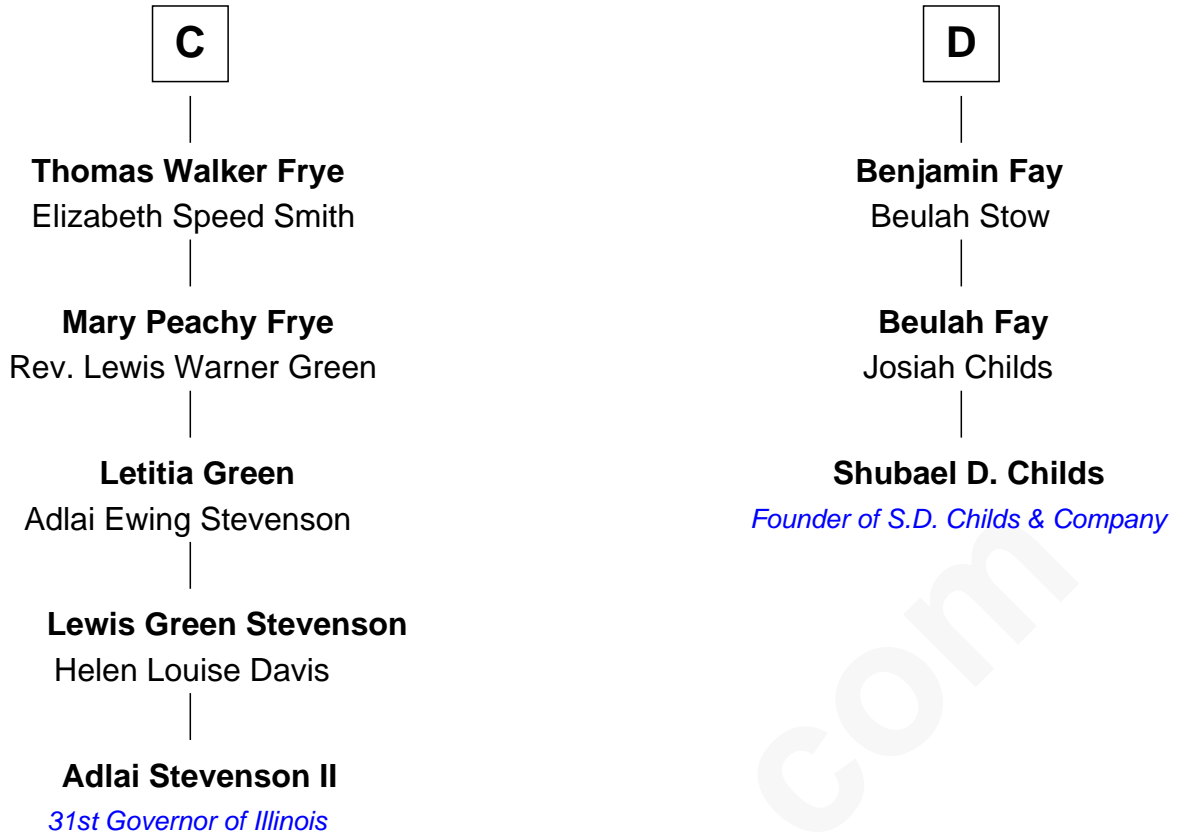 C
Thomas Walker Frye
Elizabeth Speed Smith
Mary Peachy Frye
Rev. Lewis Warner Green
Letitia Green
Adlai Ewing Stevenson
Lewis Green Stevenson
Helen Louise Davis
Adlai Stevenson II
31st Governor of Illinois
D
Benjamin Fay
Beulah Stow
Beulah Fay
Josiah Childs
Shubael D. Childs
Founder of S.D. Childs & Company
com